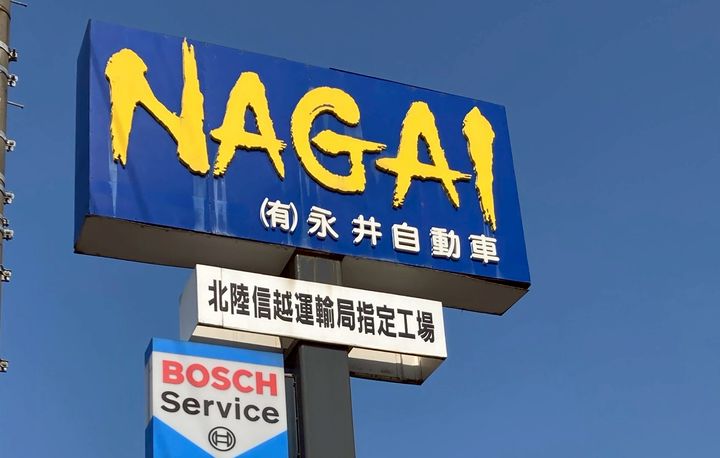 NAGAI
(有)永井自動車
北陸信越運輸局指定工場
BOSCH
Service